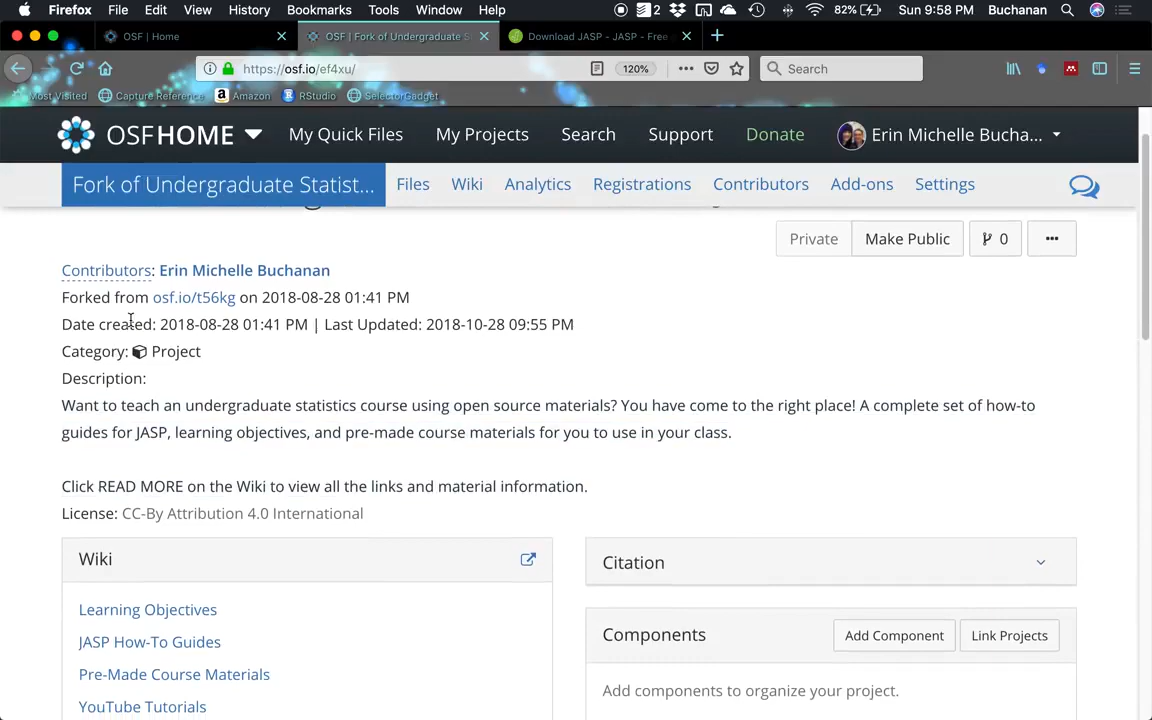 Firefox File Edit View History Bookmarks Tools Window Help 2 82% Sun 9:58 PM Buchanan
OSF | Home OSF | Fork of Undergraduate S Download JASP - JASP - Free
https://osf.io/ef4xu/ 120% Search
Most Visited Capture Reference Amazon RStudio SelectorGadget
OSFHOME My Quick Files My Projects Search Support Donate Erin Michelle Bucha...
Fork of Undergraduate Statist... Files Wiki Analytics Registrations Contributors Add-ons Settings
Private Make Public 0
Contributors: Erin Michelle Buchanan
Forked from osf.io/t56kg on 2018-08-28 01:41 PM
Date created: 2018-08-28 01:41 PM | Last Updated: 2018-10-28 09:55 PM
Category: Project
Description:
Want to teach an undergraduate statistics course using open source materials? You have come to the right place! A complete set of how-to
guides for JASP, learning objectives, and pre-made course materials for you to use in your class.
Click READ MORE on the Wiki to view all the links and material information.
License: CC-By Attribution 4.0 International
Wiki
Citation
Learning Objectives
JASP How-To Guides
Pre-Made Course Materials
YouTube Tutorials
Components Add Component Link Projects
Add components to organize your project.